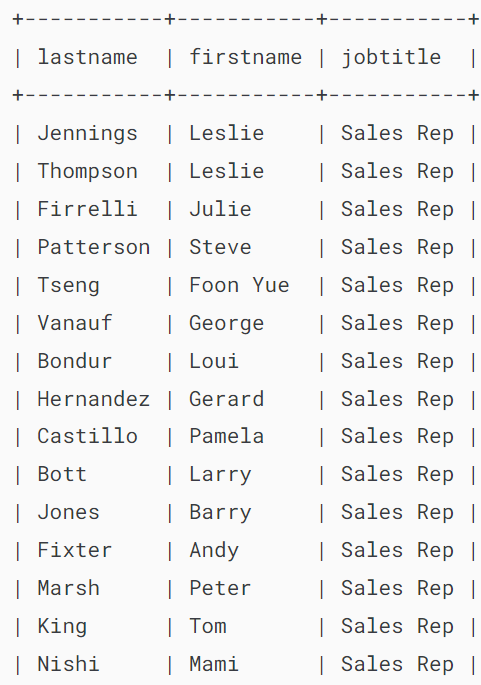 +-----------+-----------+-----------+
| lastname  | firstname | jobtitle  |
+-----------+-----------+-----------+
| Jennings  | Leslie    | Sales Rep |
| Thompson  | Leslie    | Sales Rep |
| Firrelli  | Julie     | Sales Rep |
| Patterson | Steve     | Sales Rep |
| Tseng     | Foon Yue  | Sales Rep |
| Vanauf    | George    | Sales Rep |
| Bondur    | Loui      | Sales Rep |
| Hernandez | Gerard    | Sales Rep |
| Castillo  | Pamela    | Sales Rep |
| Bott      | Larry     | Sales Rep |
| Jones     | Barry     | Sales Rep |
| Fixter    | Andy      | Sales Rep |
| Marsh     | Peter     | Sales Rep |
| King      | Tom       | Sales Rep |
| Nishi     | Mami      | Sales Rep |